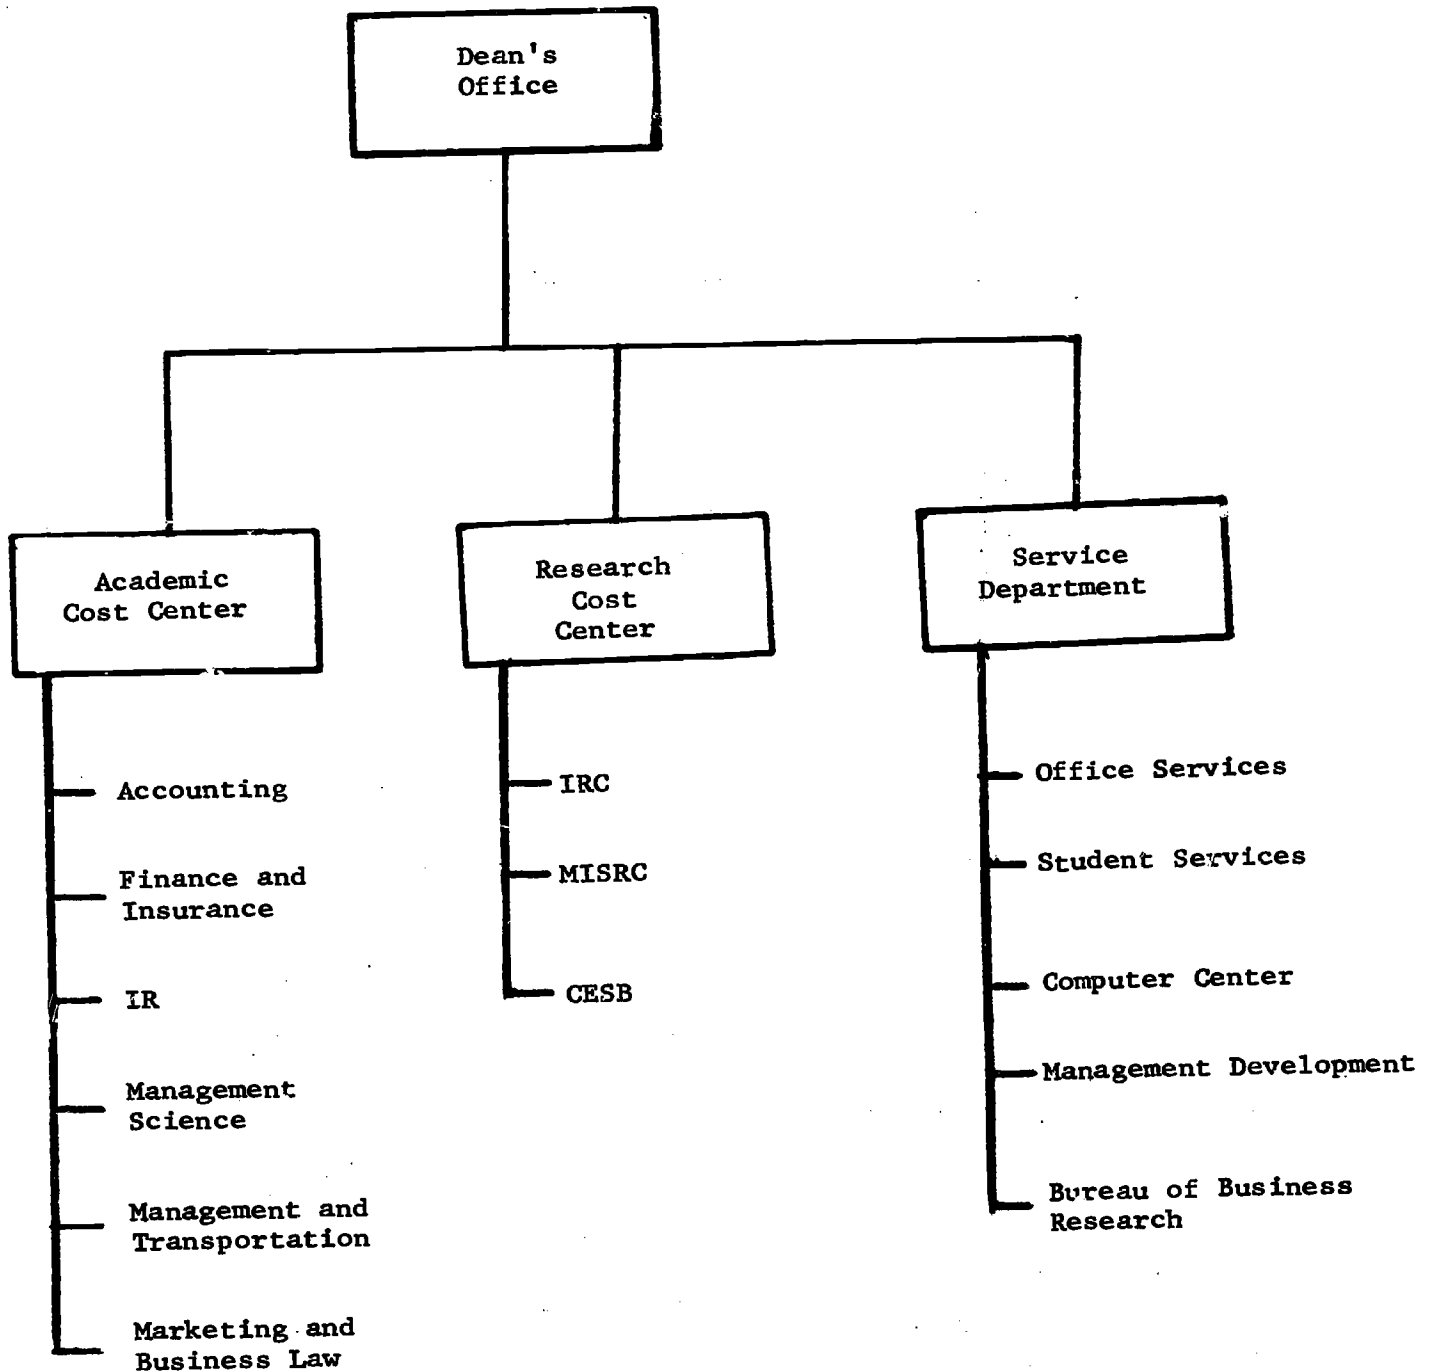 Dean's
Office
Academic
Cost Center
Research
Cost
Center
Service
Department
Accounting
Finance and
Insurance
IR
Management
Science
Management and
Transportation
Marketing and
Business Law
IRC
MISRC
CESB
Office Services
Student Services
Computer Center
Management Development
Bureau of Business
Research